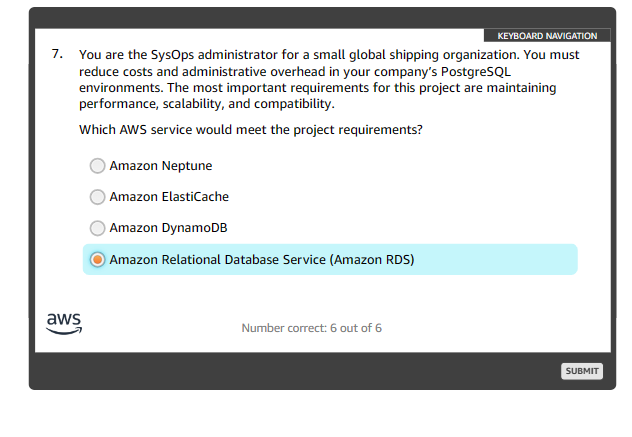 KEYBOARD NAVIGATION
7. You are the SysOps administrator for a small global shipping organization. You must
reduce costs and administrative overhead in your company's PostgreSQL
environments. The most important requirements for this project are maintaining
performance, scalability, and compatibility.
Which AWS service would meet the project requirements?
Amazon Neptune
Amazon ElastiCache
Amazon DynamoDB
Amazon Relational Database Service (Amazon RDS)
aws
Number correct: 6 out of 6
SUBMIT